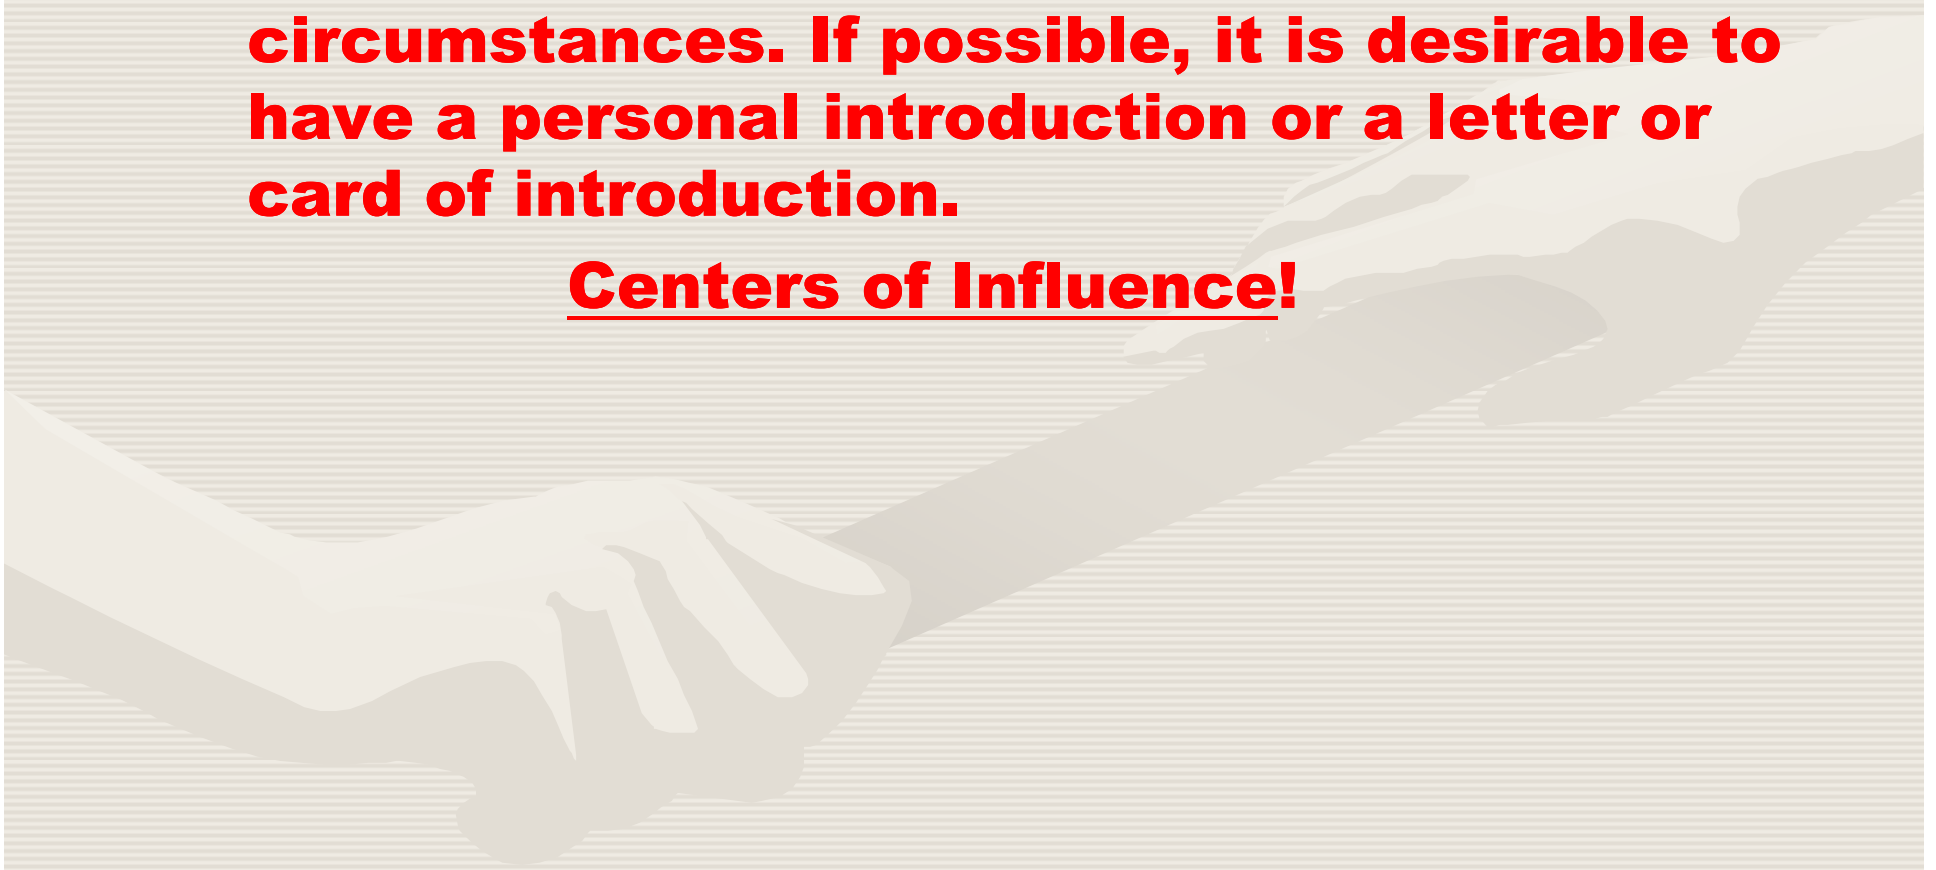 circumstances. If possible, it is desirable to
have a personal introduction or a letter or
card of introduction.
Centers of Influence!